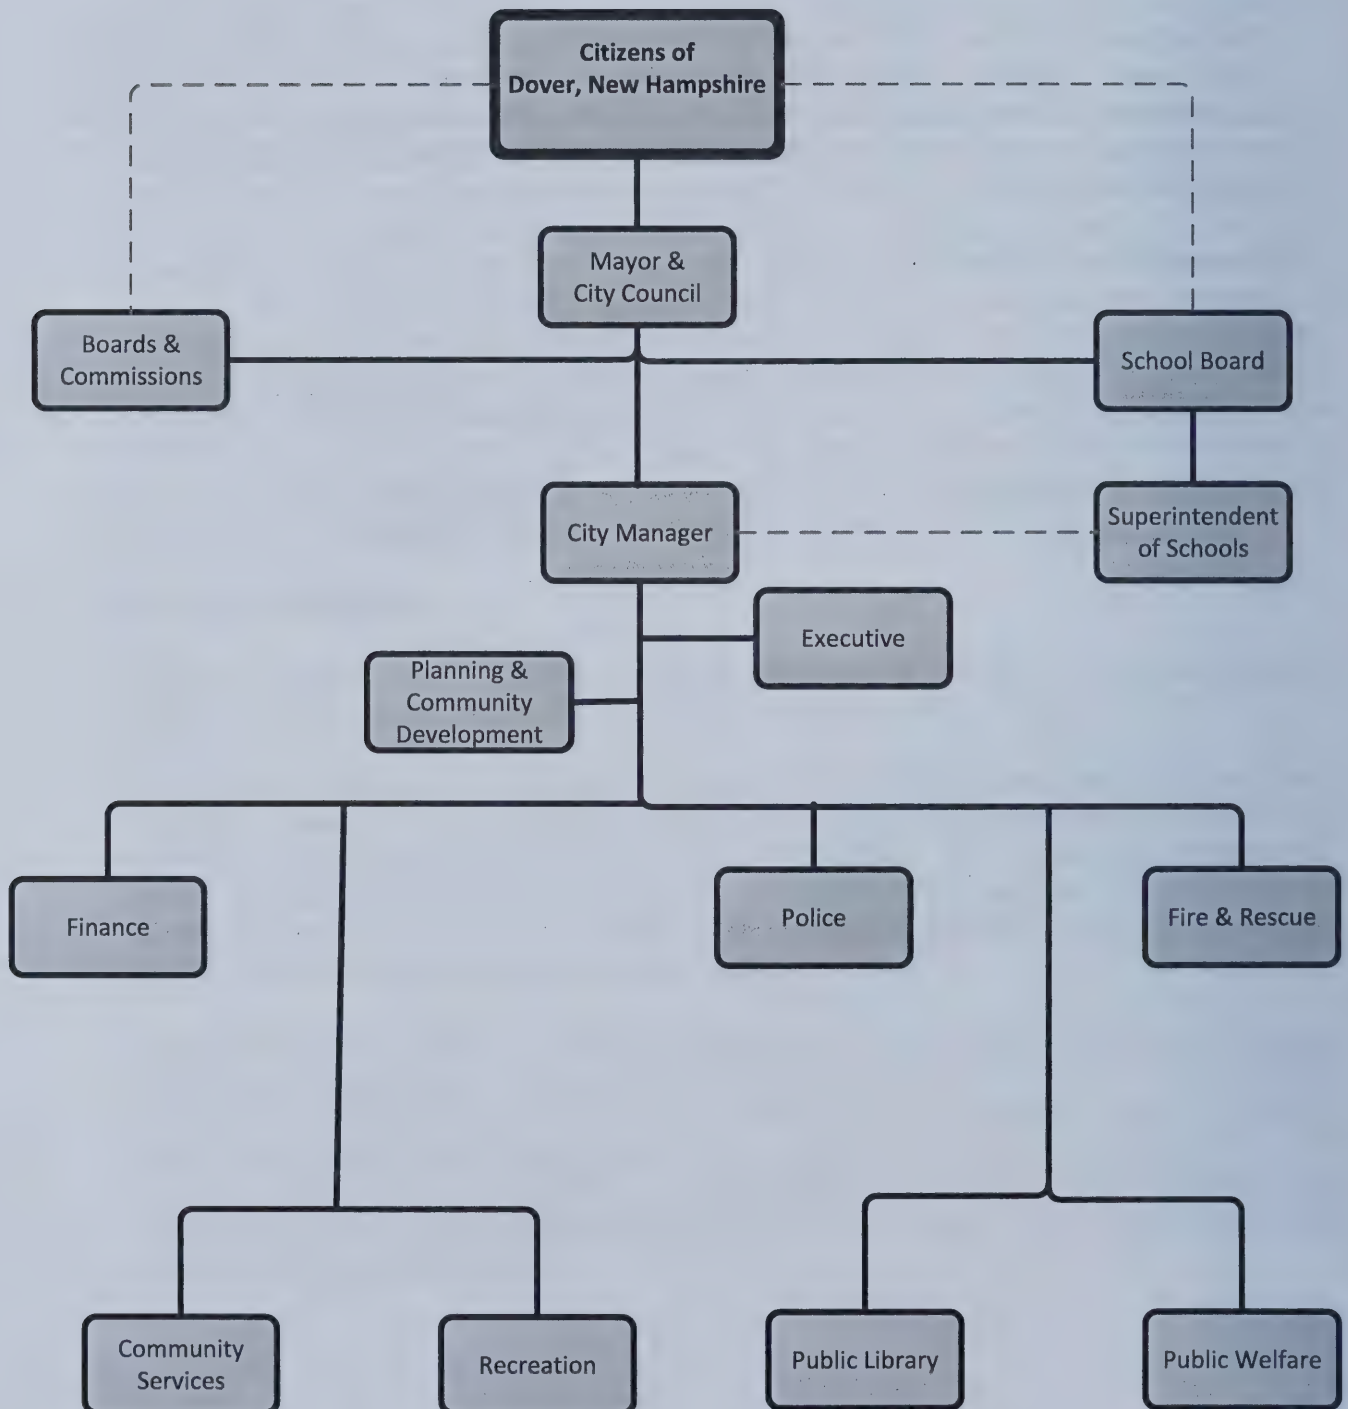 Citizens of
Dover, New Hampshire
Mayor &
City Council
Boards &
Commissions
School Board
City Manager
Superintendent
of Schools
Executive
Planning &
Community
Development
Finance
Police
Fire & Rescue
Community
Services
Recreation
Public Library
Public Welfare